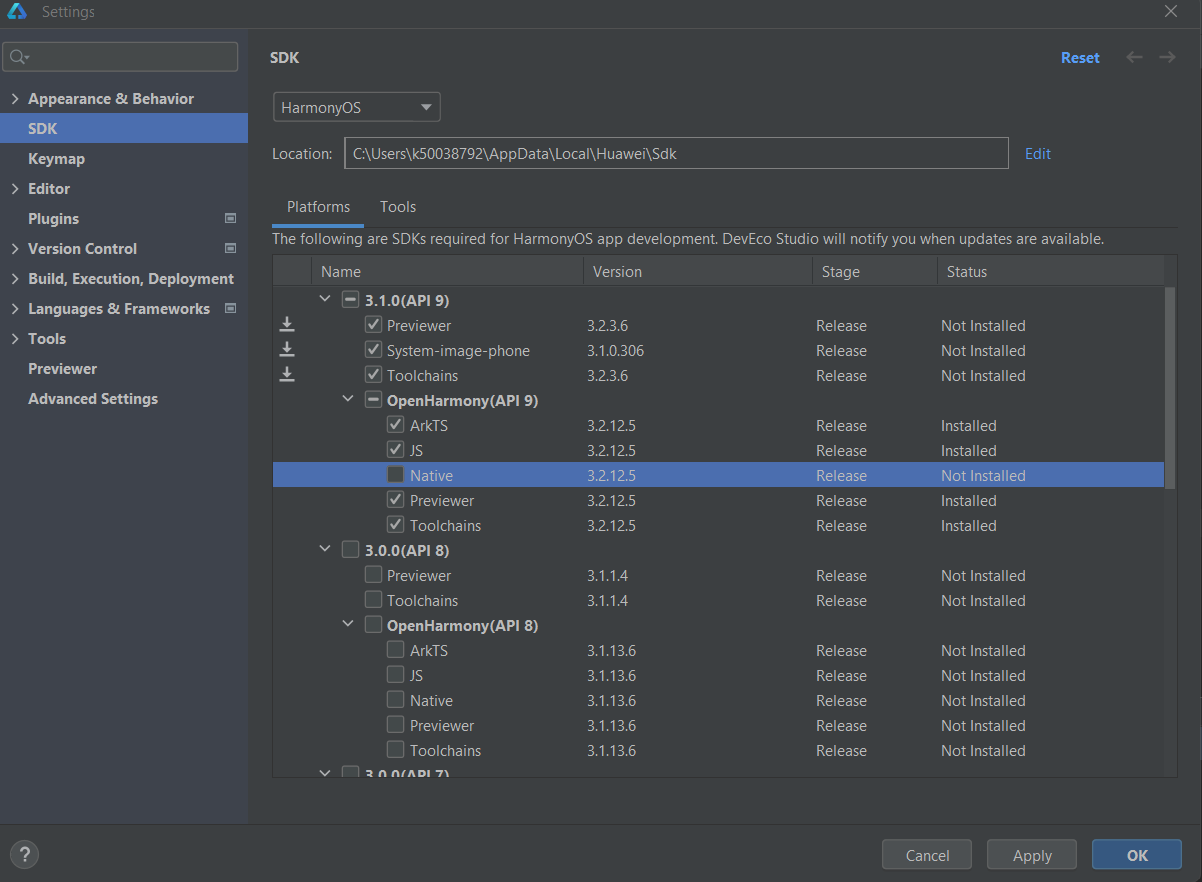 Settings
Appearance & Behavior
SDK
Keymap
Editor
Plugins
Version Control
Build, Execution, Deployment
Languages & Frameworks
Tools
Previewer
Advanced Settings
SDK
Reset
HarmonyOS
Location: C:\Users\k50038792\AppData\Local\Huawei\Sdk Edit
Platforms Tools
The following are SDKs required for HarmonyOS app development. DevEco Studio will notify you when updates are available.
Name Version Stage Status
3.1.0(API 9)
Previewer 3.2.3.6 Release Not Installed
System-image-phone 3.1.0.306 Release Not Installed
Toolchains 3.2.3.6 Release Not Installed
OpenHarmony(API 9)
ArkTS 3.2.12.5 Release Installed
JS 3.2.12.5 Release Installed
Native 3.2.12.5 Release Not Installed
Previewer 3.2.12.5 Release Installed
Toolchains 3.2.12.5 Release Installed
3.0.0(API 8)
Previewer 3.1.1.4 Release Not Installed
Toolchains 3.1.1.4 Release Not Installed
OpenHarmony(API 8)
ArkTS 3.1.13.6 Release Not Installed
JS 3.1.13.6 Release Not Installed
Native 3.1.13.6 Release Not Installed
Previewer 3.1.13.6 Release Not Installed
Toolchains 3.1.13.6 Release Not Installed
3.0.0(API 7)
?
Cancel Apply OK